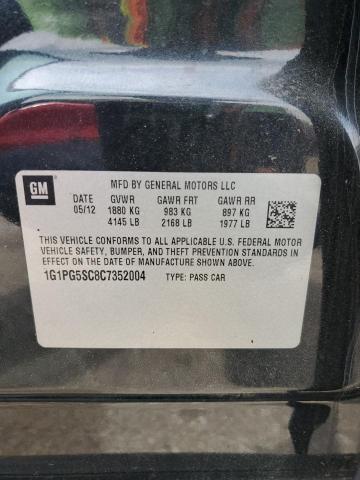 GM
MFD BY GENERAL MOTORS LLC
DATE GVWR GAWR FRT GAWR RR
05/12 1880 KG 983 KG 897 KG
4145 LB 2168 LB 1977 LB
THIS VEHICLE CONFORMS TO ALL APPLICABLE U.S. FEDERAL MOTOR
VEHICLE SAFETY, BUMPER, AND THEFT PREVENTION STANDARDS
IN EFFECT ON THE DATE OF MANUFACTURE SHOWN ABOVE.
1G1PG5SC8C7352004 TYPE: PASS CAR